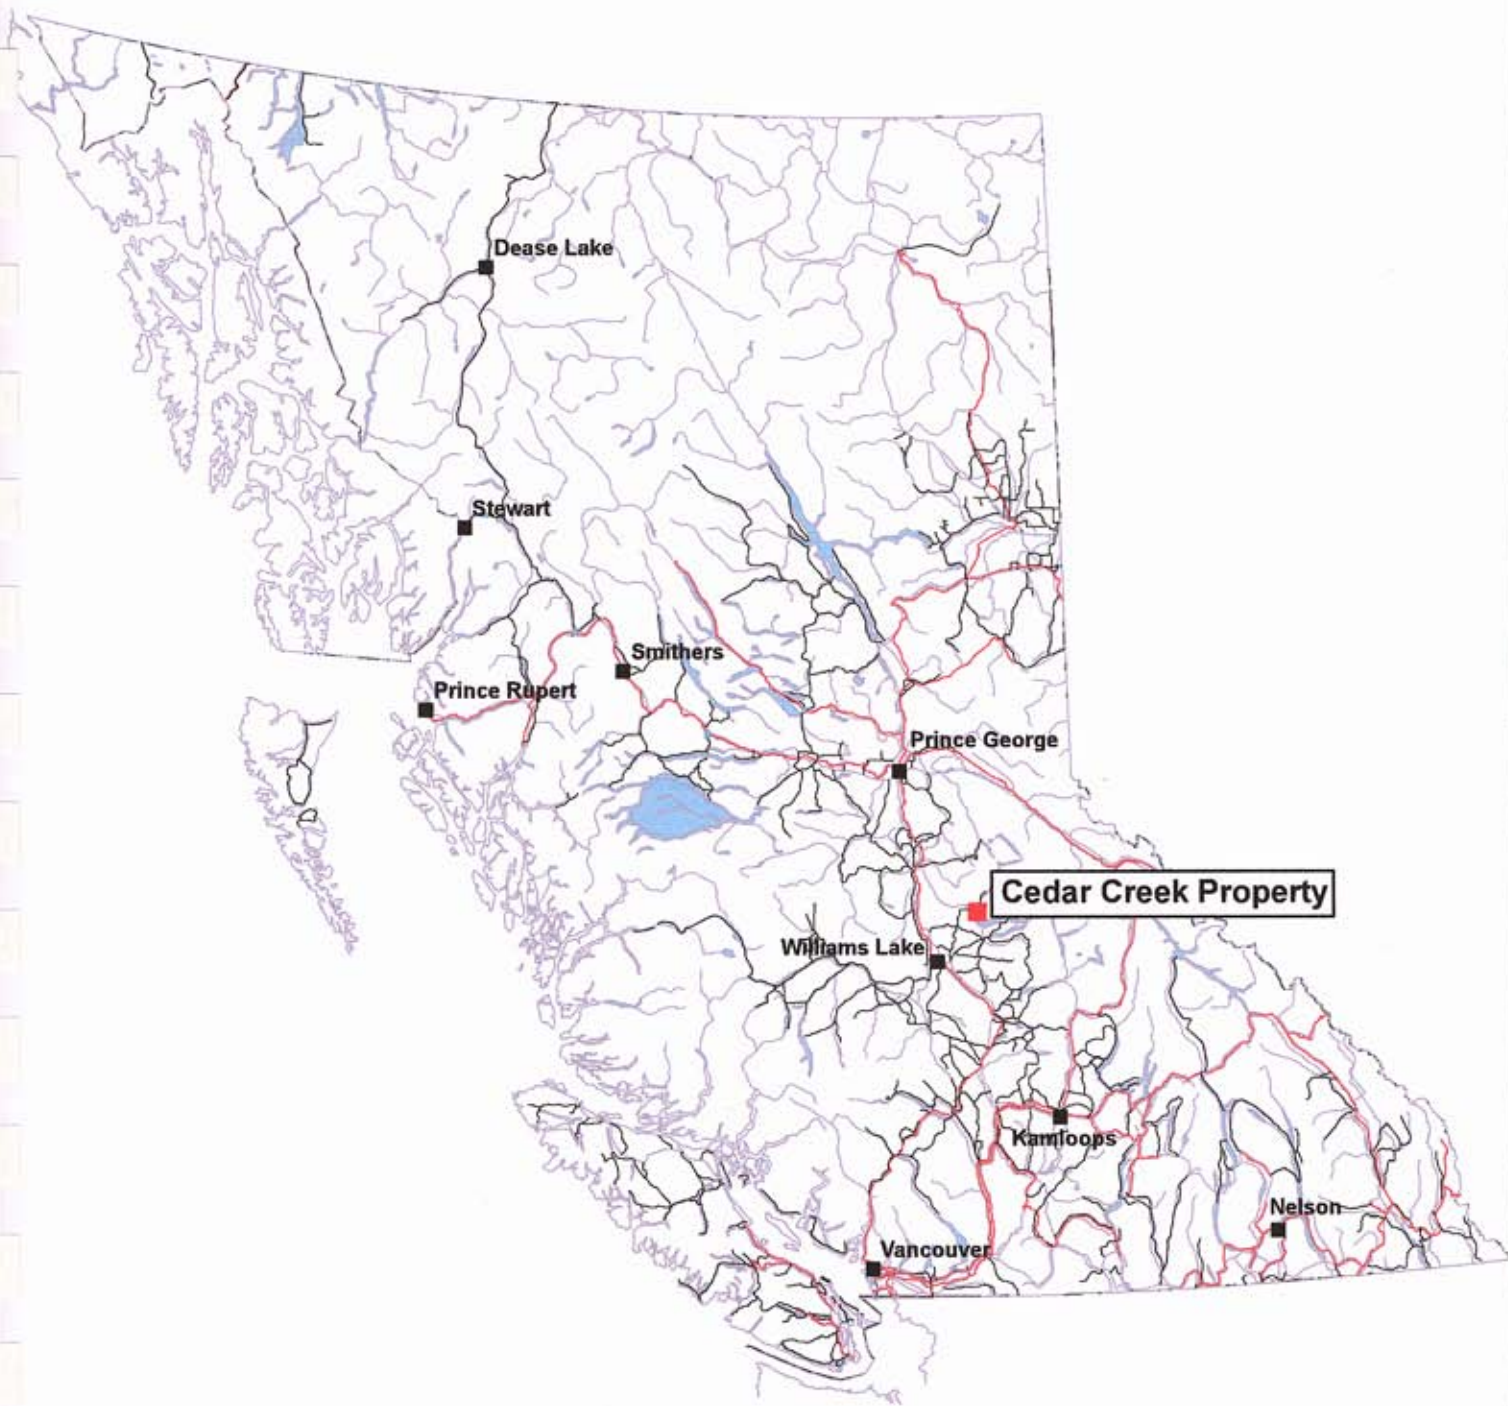 Dease Lake
Stewart
Smithers
Prince Rupert
Prince George
Cedar Creek Property
Williams Lake
Kamloops
Nelson
Vancouver